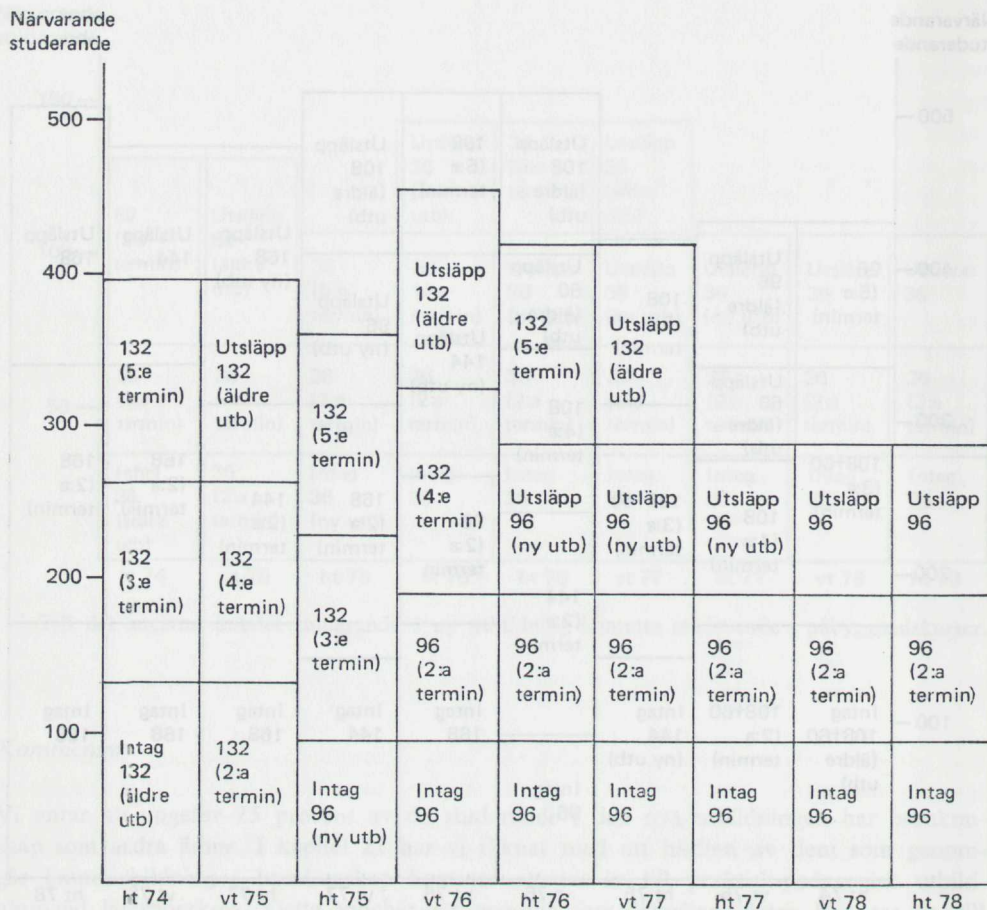 Närvarande
studerande
500
400
300
200
100
132
(5:e
termin)
132
(3:e
termin)
Intag
132
(äldre
utb)
ht 74
Utsläpp
132
(äldre
utb)
132
(4:e
termin)
132
(2:a
termin)
vt 75
132
(5:e
termin)
132
(3:e
termin)
Intag
96
(ny utb)
ht 75
Utsläpp
132
(äldre
utb)
132
(4:e
termin)
96
(2:a
termin)
Intag
96
vt 76
132
(5:e
termin)
Utsläpp
96
(ny utb)
96
(2:a
termin)
Intag
96
ht 76
Utsläpp
132
(äldre
utb)
Utsläpp
96
(ny utb)
96
(2:a
termin)
Intag
96
vt 77
Utsläpp
96
(ny utb)
96
(2:a
termin)
Intag
96
ht 77
Utsläpp
96
96
(2:a
termin)
Intag
96
vt 78
Utsläpp
96
96
(2:a
termin)
Intag
96
ht 78